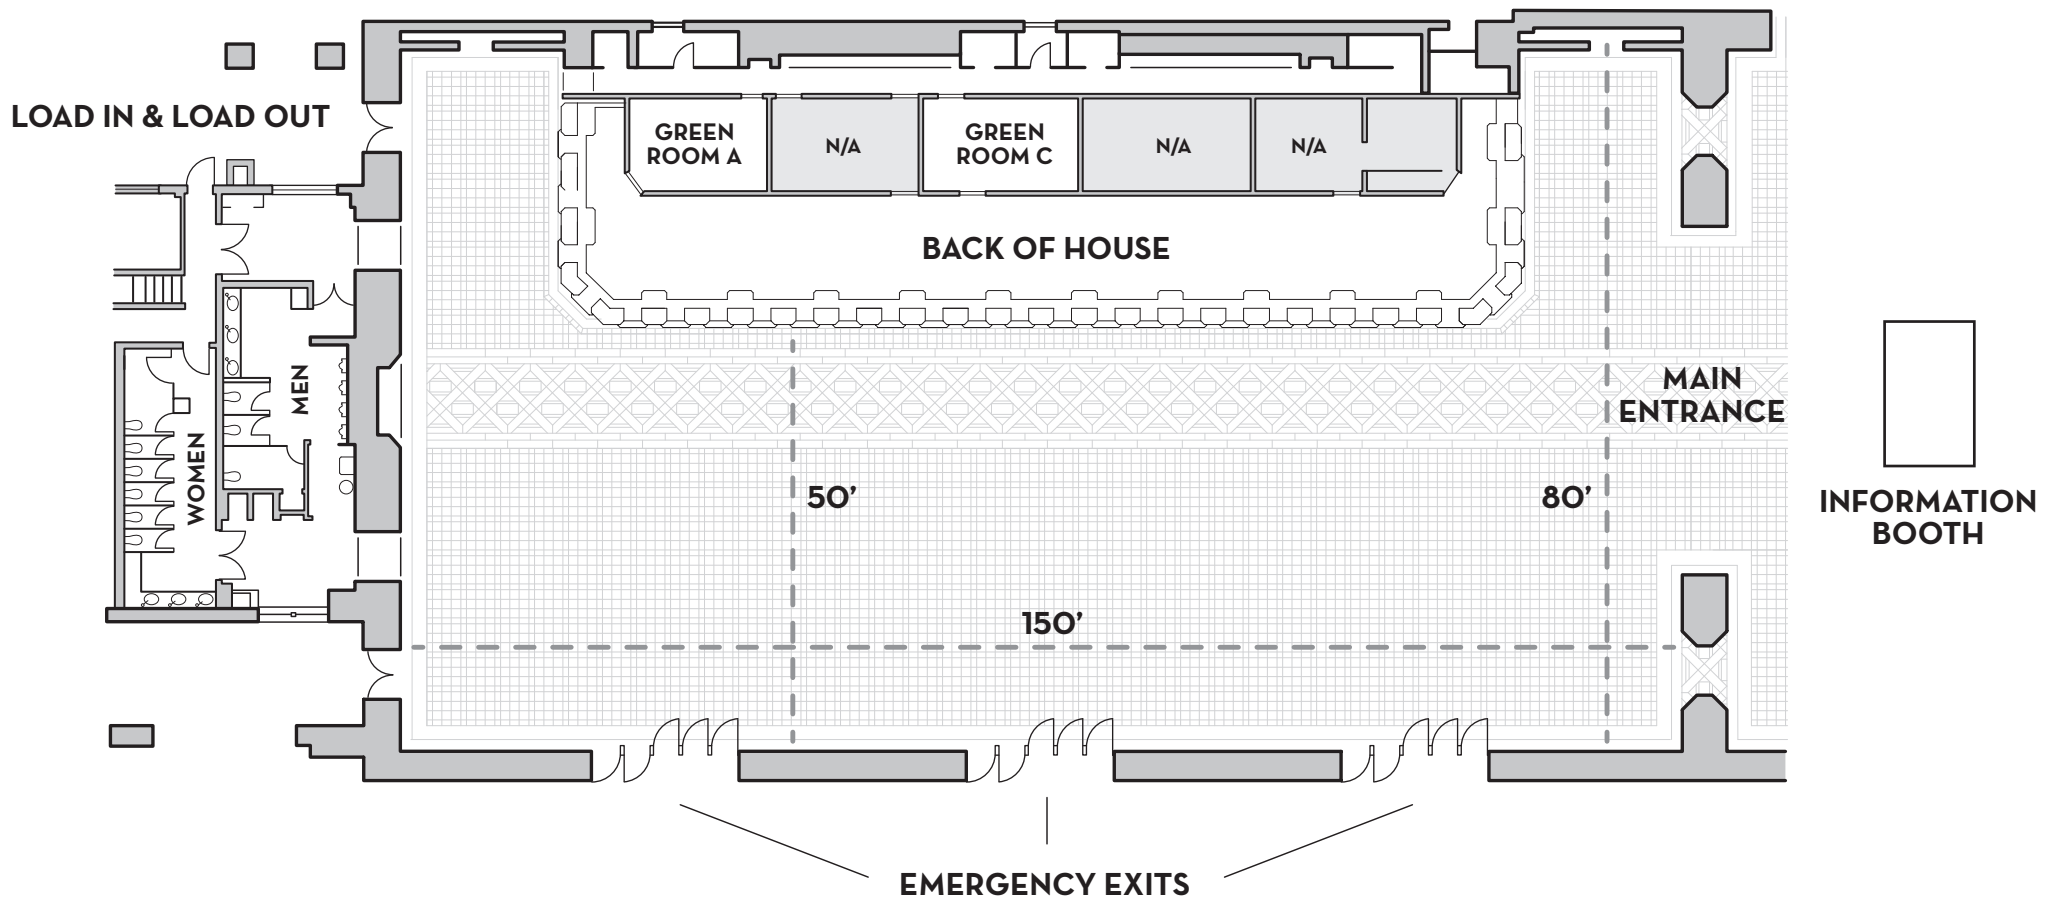 LOAD IN & LOAD OUT
GREEN
ROOM A
N/A
GREEN
ROOM C
N/A
N/A
BACK OF HOUSE
MEN
WOMEN
MAIN
ENTRANCE
50’
80’
INFORMATION
BOOTH
150’
EMERGENCY EXITS